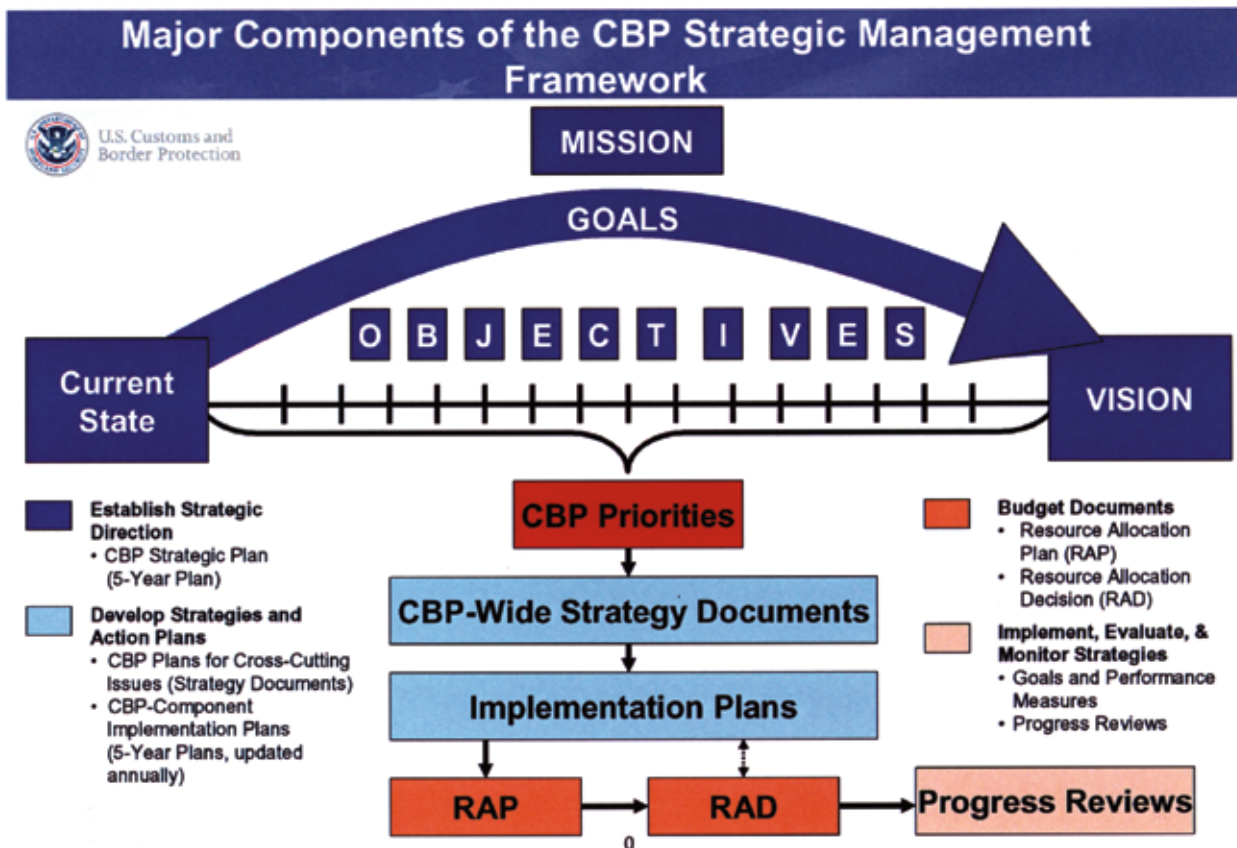 Major Components of the CBP Strategic Management
Framework
U.S. Customs and
Border Protection
MISSION
GOALS
O B J E C T I V E S
Current
State
VISION
CBP Priorities
CBP-Wide Strategy Documents
Implementation Plans
RAP
RAD
Progress Reviews
0
Establish Strategic
Direction
• CBP Strategic Plan
(5-Year Plan)
Develop Strategies and
Action Plans
• CBP Plans for Cross-Cutting
Issues (Strategy Documents)
• CBP-Component
Implementation Plans
(5-Year Plans, updated
annually)
Budget Documents
• Resource Allocation
Plan (RAP)
• Resource Allocation
Decision (RAD)
Implement, Evaluate, &
Monitor Strategies
• Goals and Performance
Measures
• Progress Reviews